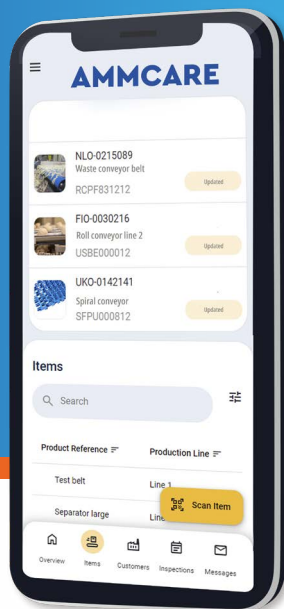 AMMCARE
NLO-0215089
Waste conveyor belt
RCPF831212
Updated
FIO-0030216
Roll conveyor line 2
USBE000012
Updated
UKO-0142141
Spiral conveyor
SFPU000812
Updated
Items
Search
Product Reference Production Line
Test belt Line 1
Separator large Line
Scan Item
Overview Items Customers Inspections Messages